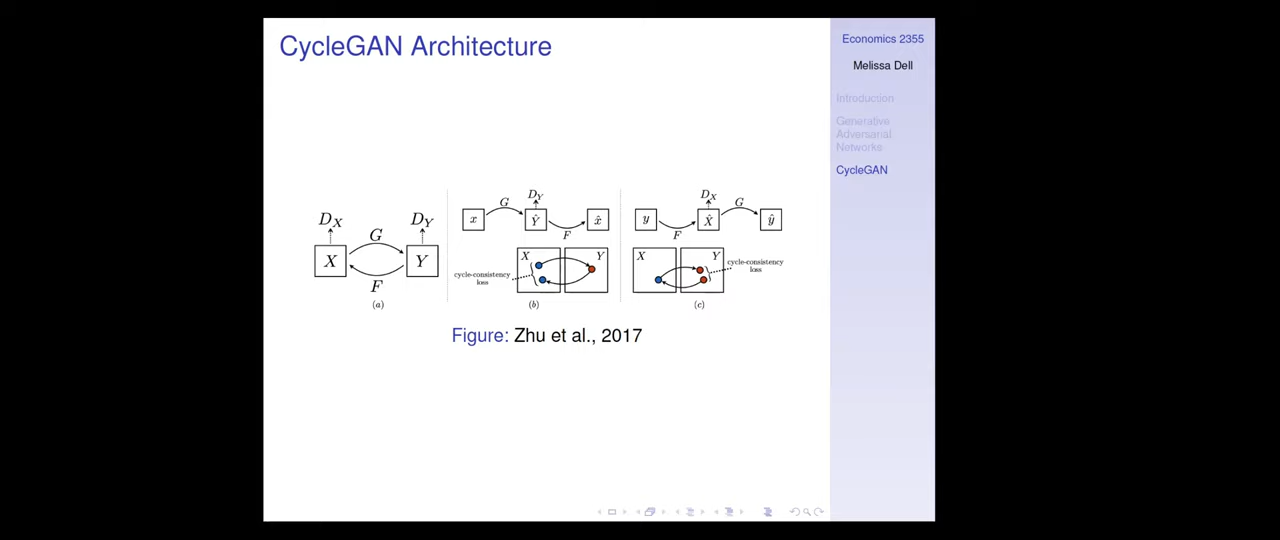 CycleGAN Architecture
Economics 2355
Melissa Dell
Introduction
Generative
Adversarial
Networks
CycleGAN
D_X
D_Y
G
X
Y
F
(a)
D_Y
G
x
Ŷ
x̂
F
X
Y
cycle-consistency
loss
(b)
D_X
G
y
X̂
ŷ
F
X
Y
cycle-consistency
loss
(c)
Figure: Zhu et al., 2017